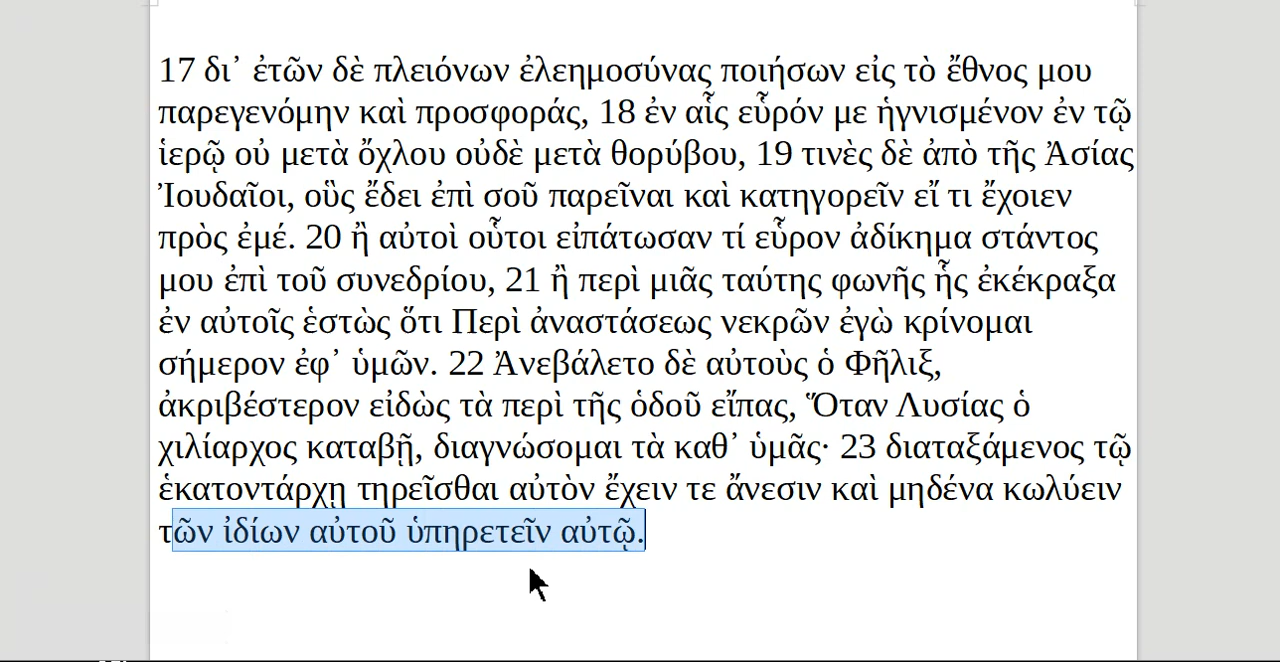 17 δι᾽ ἐτῶν δὲ πλειόνων ἐλεημοσύνας ποιήσων εἰς τὸ ἔθνος μου
παρεγενόμην καὶ προσφοράς, 18 ἐν αἷς εὗρόν με ἡγνισμένον ἐν τῷ
ἱερῷ οὐ μετὰ ὄχλου οὐδὲ μετὰ θορύβου, 19 τινὲς δὲ ἀπὸ τῆς Ἀσίας
Ἰουδαῖοι, οὓς ἔδει ἐπὶ σοῦ παρεῖναι καὶ κατηγορεῖν εἴ τι ἔχοιεν
πρὸς ἐμέ. 20 ἢ αὐτοὶ οὗτοι εἰπάτωσαν τί εὗρον ἀδίκημα στάντος
μου ἐπὶ τοῦ συνεδρίου, 21 ἢ περὶ μιᾶς ταύτης φωνῆς ἧς ἐκέκραξα
ἐν αὐτοῖς ἑστὼς ὅτι Περὶ ἀναστάσεως νεκρῶν ἐγὼ κρίνομαι
σήμερον ἐφ᾽ ὑμῶν. 22 Ἀνεβάλετο δὲ αὐτοὺς ὁ Φῆλιξ,
ἀκριβέστερον εἰδὼς τὰ περὶ τῆς ὁδοῦ εἴπας, Ὅταν Λυσίας ὁ
χιλίαρχος καταβῇ, διαγνώσομαι τὰ καθ᾽ ὑμᾶς· 23 διαταξάμενος τῷ
ἑκατοντάρχῃ τηρεῖσθαι αὐτὸν ἔχειν τε ἄνεσιν καὶ μηδένα κωλύειν
τῶν ἰδίων αὐτοῦ ὑπηρετεῖν αὐτῷ.